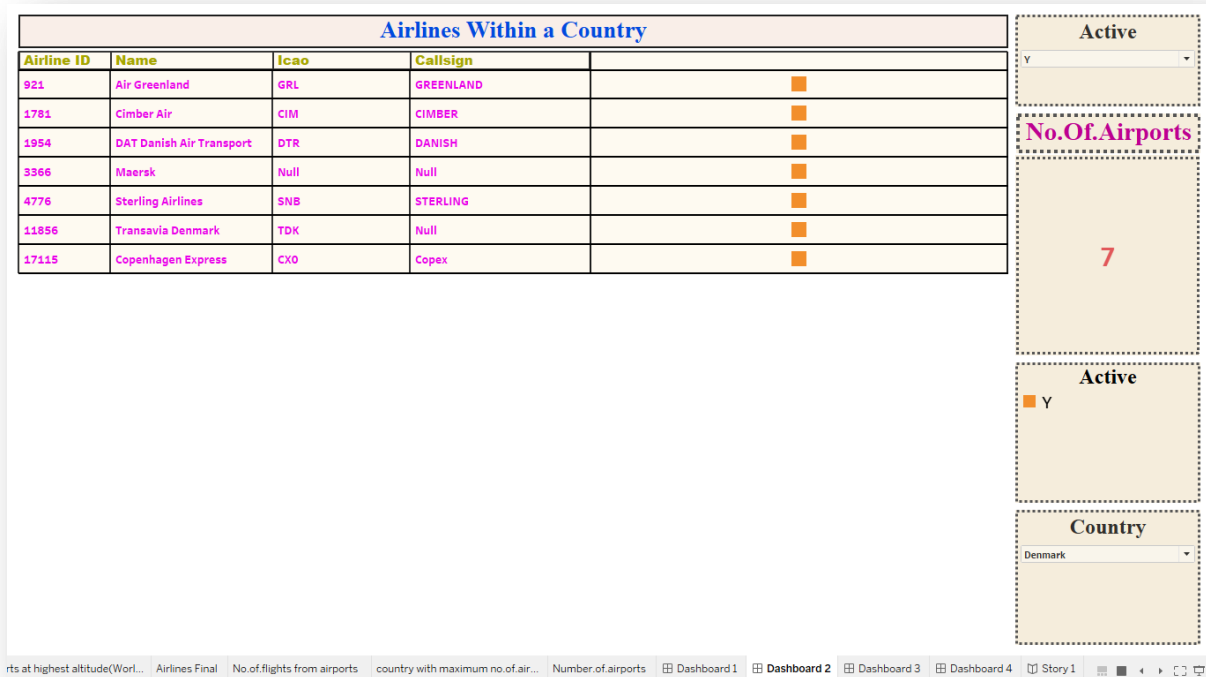 Airlines Within a Country
Airline ID Name Icao Callsign
921 Air Greenland GRL GREENLAND
1781 Cimber Air CIM CIMBER
1954 DAT Danish Air Transport DTR DANISH
3366 Maersk Null Null
4776 Sterling Airlines SNB STERLING
11856 Transavia Denmark TDK Null
17115 Copenhagen Express CX0 Copex
Active
Y
No.Of.Airports
7
Active
Y
Country
Denmark
rts at highest altitude(Worl... Airlines Final No.of.flights from airports country with maximum no.of.air... Number.of.airports Dashboard 1 Dashboard 2 Dashboard 3 Dashboard 4 Story 1